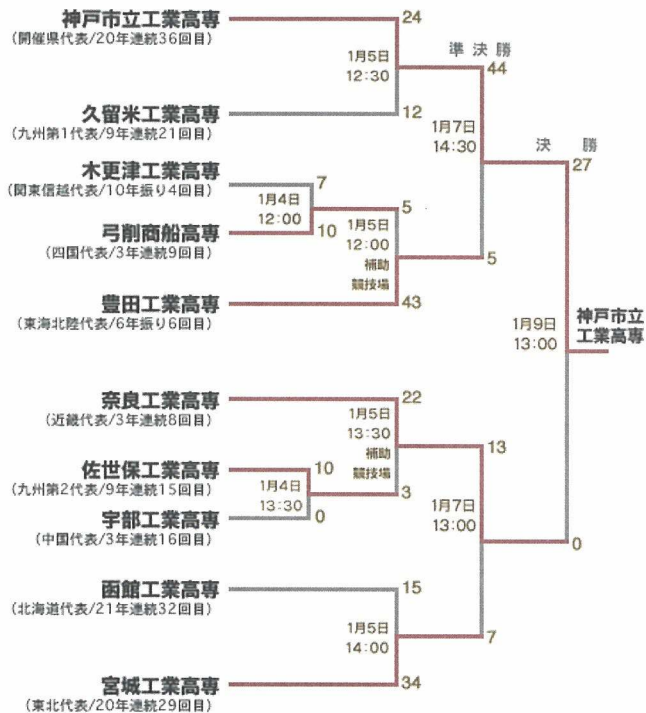 神戸市立工業高専
(開催県代表/20年連続36回目)
24
1月5日
12:30
準決勝
44
久留米工業高専
(九州第1代表/9年連続21回目)
12
1月7日
14:30
決 勝
27
木更津工業高専
(関東信越代表/10年振り4回目)
7
1月4日
12:00
5
弓削商船高専
(四国代表/3年連続9回目)
10
1月5日
12:00
補助
競技場
5
豊田工業高専
(東海北陸代表/6年振り6回目)
43
1月9日
13:00
神戸市立
工業高専
奈良工業高専
(近畿代表/3年連続8回目)
22
1月5日
13:30
補助
競技場
13
佐世保工業高専
(九州第2代表/9年連続15回目)
10
1月4日
13:30
3
1月7日
13:00
宇部工業高専
(中国代表/3年連続16回目)
0
0
函館工業高専
(北海道代表/21年連続32回目)
15
1月5日
14:00
7
宮城工業高専
(東北代表/20年連続29回目)
34